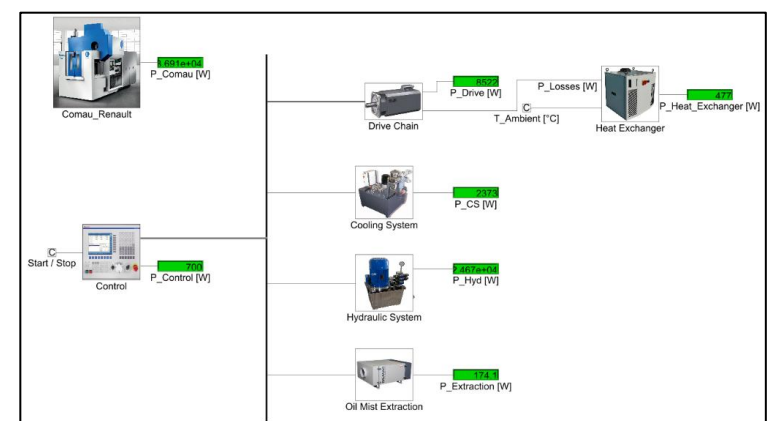 3.691e+04
P_Comau [W]
Comau_Renault
8522
P_Drive [W]
Drive Chain
P_Losses [W]
C
T_Ambient [°C]
477
P_Heat_Exchanger [W]
Heat Exchanger
2373
P_CS [W]
Cooling System
C
Start / Stop
Control
700
P_Control [W]
2.467e+04
P_Hyd [W]
Hydraulic System
174.1
P_Extraction [W]
Oil Mist Extraction